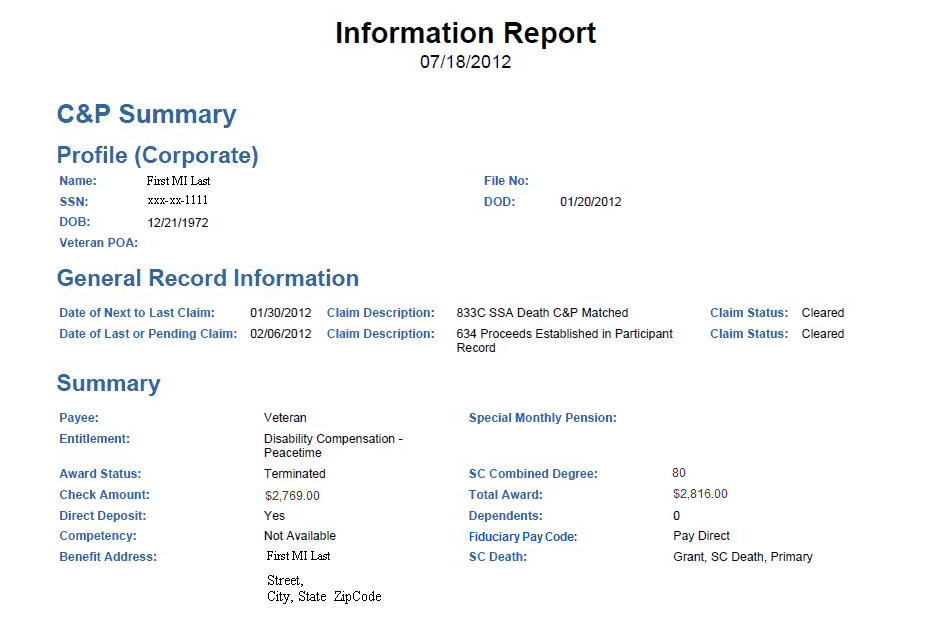 Information Report
07/18/2012
C&P Summary
Profile (Corporate)
Name: First MI Last File No:
SSN: xxx-xx-1111 DOD: 01/20/2012
DOB: 12/21/1972
Veteran POA:
General Record Information
Date of Next to Last Claim: 01/30/2012 Claim Description: 833C SSA Death C&P Matched Claim Status: Cleared
Date of Last or Pending Claim: 02/06/2012 Claim Description: 634 Proceeds Established in Participant Claim Status: Cleared
Record
Summary
Payee: Veteran Special Monthly Pension:
Entitlement: Disability Compensation -
Peacetime
Award Status: Terminated SC Combined Degree: 80
Check Amount: $2,769.00 Total Award: $2,816.00
Direct Deposit: Yes Dependents: 0
Competency: Not Available Fiduciary Pay Code: Pay Direct
Benefit Address: First MI Last SC Death: Grant, SC Death, Primary
Street,
City, State ZipCode